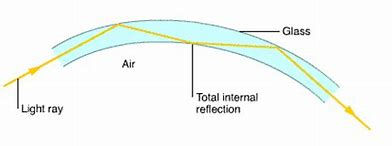 Glass
Air
Light ray
Total internal
reflection